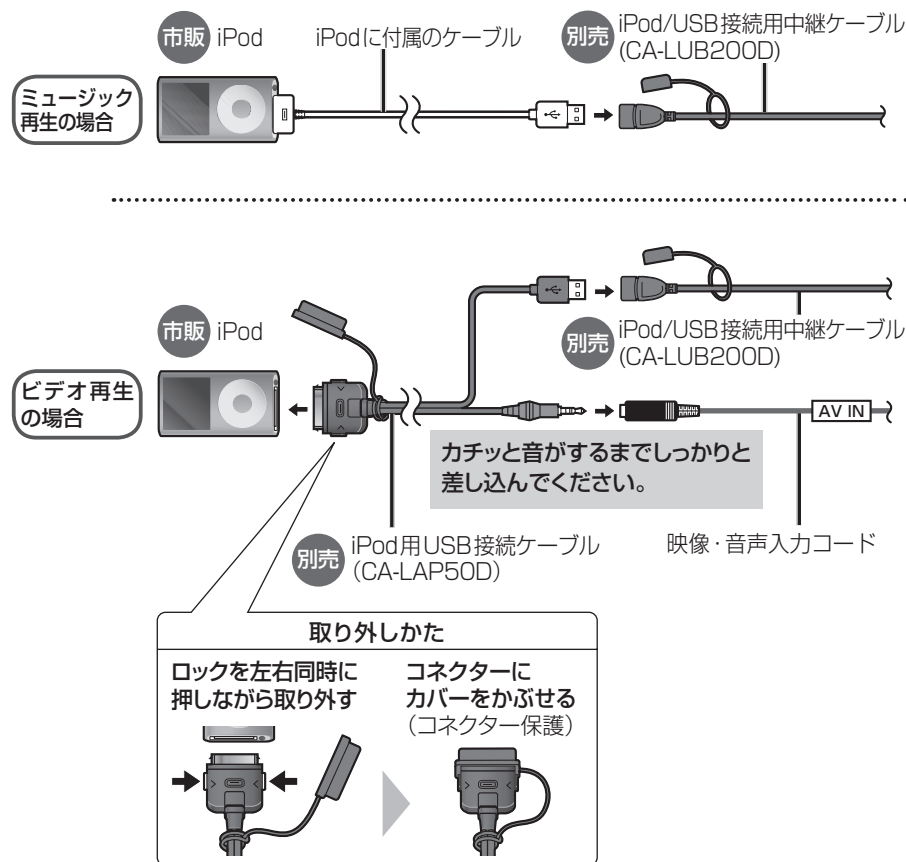 市販 iPod
iPodに付属のケーブル
別売 iPod/USB接続用中継ケーブル
(CA-LUB200D)
ミュージック
再生の場合
市販 iPod
別売 iPod/USB接続用中継ケーブル
(CA-LUB200D)
ビデオ再生
の場合
AV IN
カチッと音がするまでしっかりと
差し込んでください。
別売 iPod用USB接続ケーブル
(CA-LAP50D)
映像・音声入力コード
取り外しかた
ロックを左右同時に
押しながら取り外す
コネクターに
カバーをかぶせる
(コネクター保護)